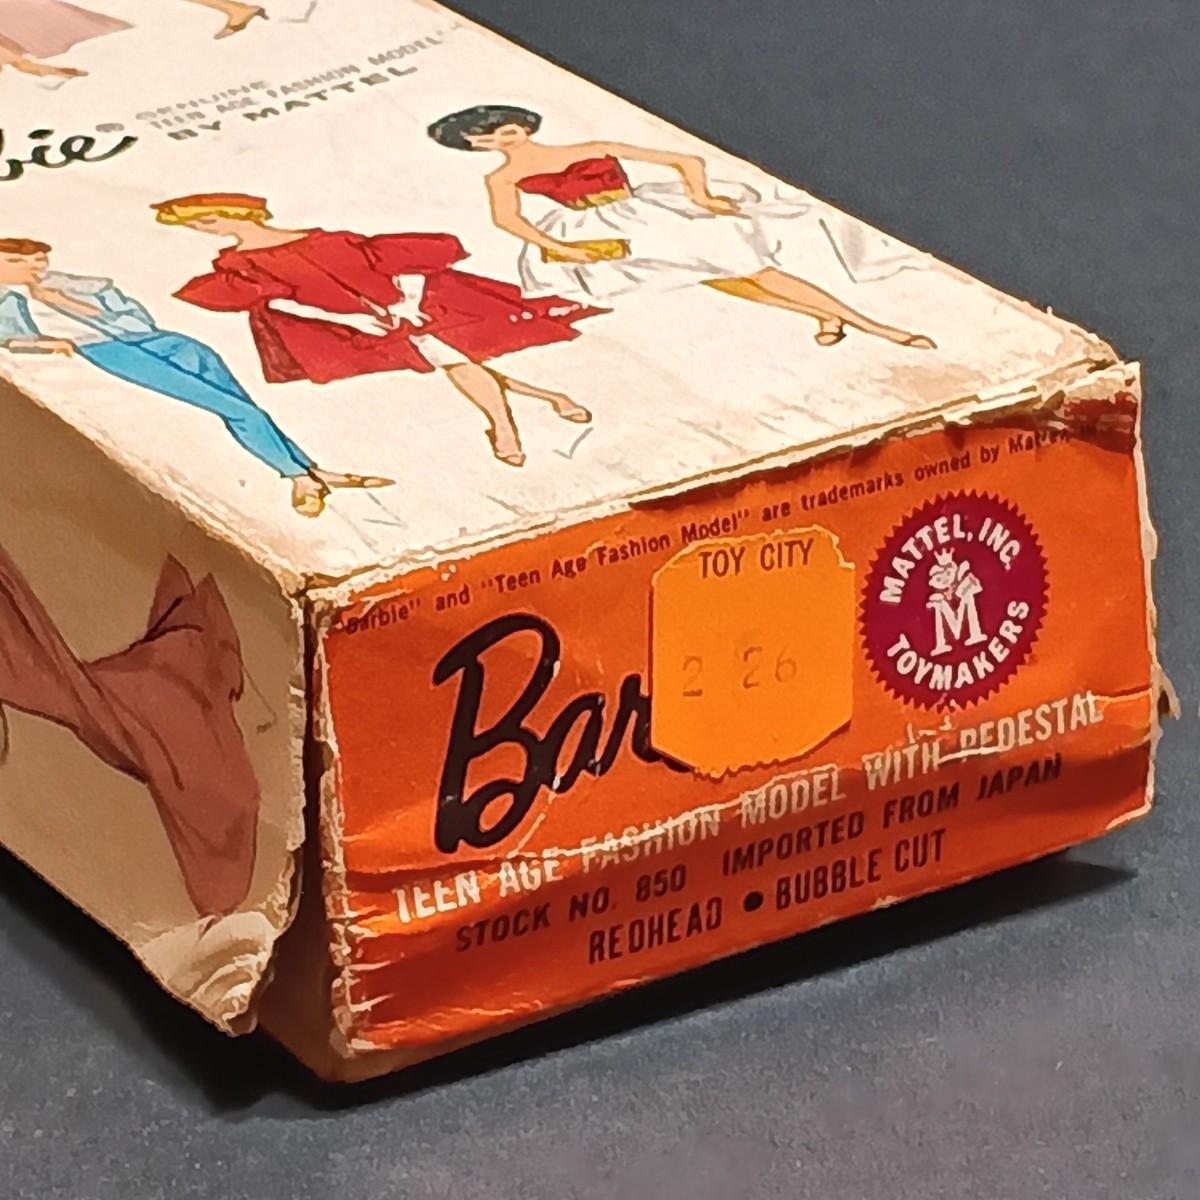 bie®
GENUINE
TEEN AGE FASHION MODEL"
BY MATTEL
"Barbie" and "Teen Age Fashion Model" are trademarks owned by Mattel
TOY CITY
2 26
MATTEL, INC.
M
TOYMAKERS
Bar
TEEN AGE FASHION MODEL WITH PEDESTAL
STOCK NO. 850 IMPORTED FROM JAPAN
REDHEAD • BUBBLE CUT